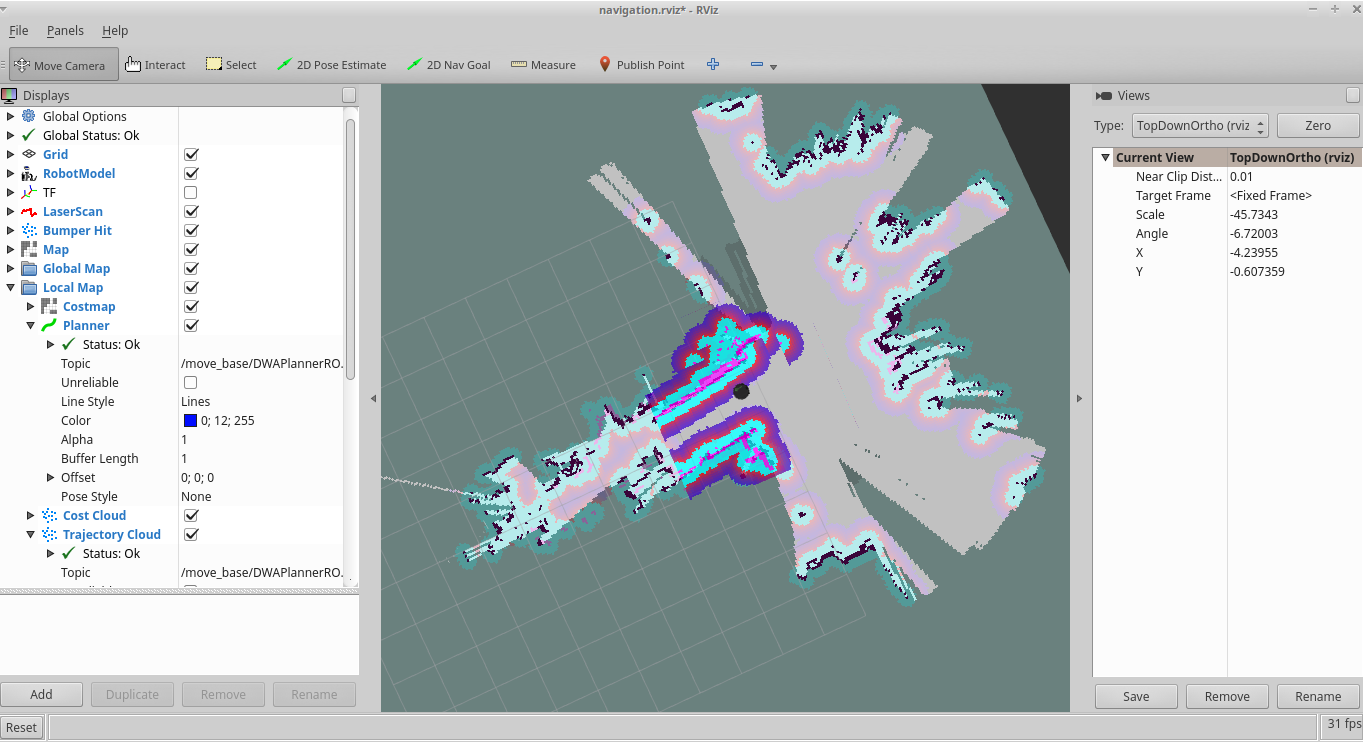 navigation.rviz* - RViz
File Panels Help
Move Camera Interact Select 2D Pose Estimate 2D Nav Goal Measure Publish Point
Displays
Global Options
Global Status: Ok
Grid
RobotModel
TF
LaserScan
Bumper Hit
Map
Global Map
Local Map
Costmap
Planner
Status: Ok
Topic /move_base/DWAPlannerRO.
Unreliable
Line Style Lines
Color 0; 12; 255
Alpha 1
Buffer Length 1
Offset 0; 0; 0
Pose Style None
Cost Cloud
Trajectory Cloud
Status: Ok
Topic /move_base/DWAPlannerRO.
Add Duplicate Remove Rename
Views
Type: TopDownOrtho (rviz Zero
Current View TopDownOrtho (rviz)
Near Clip Dist... 0.01
Target Frame <Fixed Frame>
Scale -45.7343
Angle -6.72003
X -4.23955
Y -0.607359
Save Remove Rename
Reset 31 fps